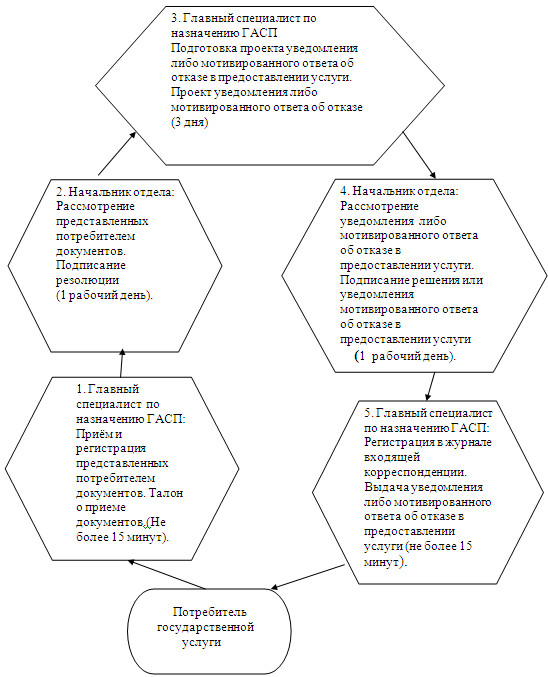 3. Главный специалист по
назначению ГАСП
Подготовка проекта уведомления
либо мотивированного ответа об
отказе в предоставлении услуги.
Проект уведомления либо
мотивированного ответа об отказе
(3 дня)
2. Начальник отдела:
Рассмотрение
представленных
потребителем
документов.
Подписание
резолюции
(1 рабочий день).
4. Начальник отдела:
Рассмотрение
уведомления либо
мотивированного ответа
об отказе в
предоставлении услуги.
Подписание решения или
уведомления
мотивированного ответа
об отказе в
предоставлении услуги
(1 рабочий день).
1. Главный
специалист по
назначению ГАСП:
Приём и
регистрация
представленных
потребителем
документов. Талон
о приеме
документов.(Не
более 15 минут).
5. Главный специалист
по назначению ГАСП:
Регистрация в журнале
входящей
корреспонденции.
Выдача уведомления
либо мотивированного
ответа об отказе в
предоставлении
услуги (не более 15
минут).
Потребитель
государственной
услуги